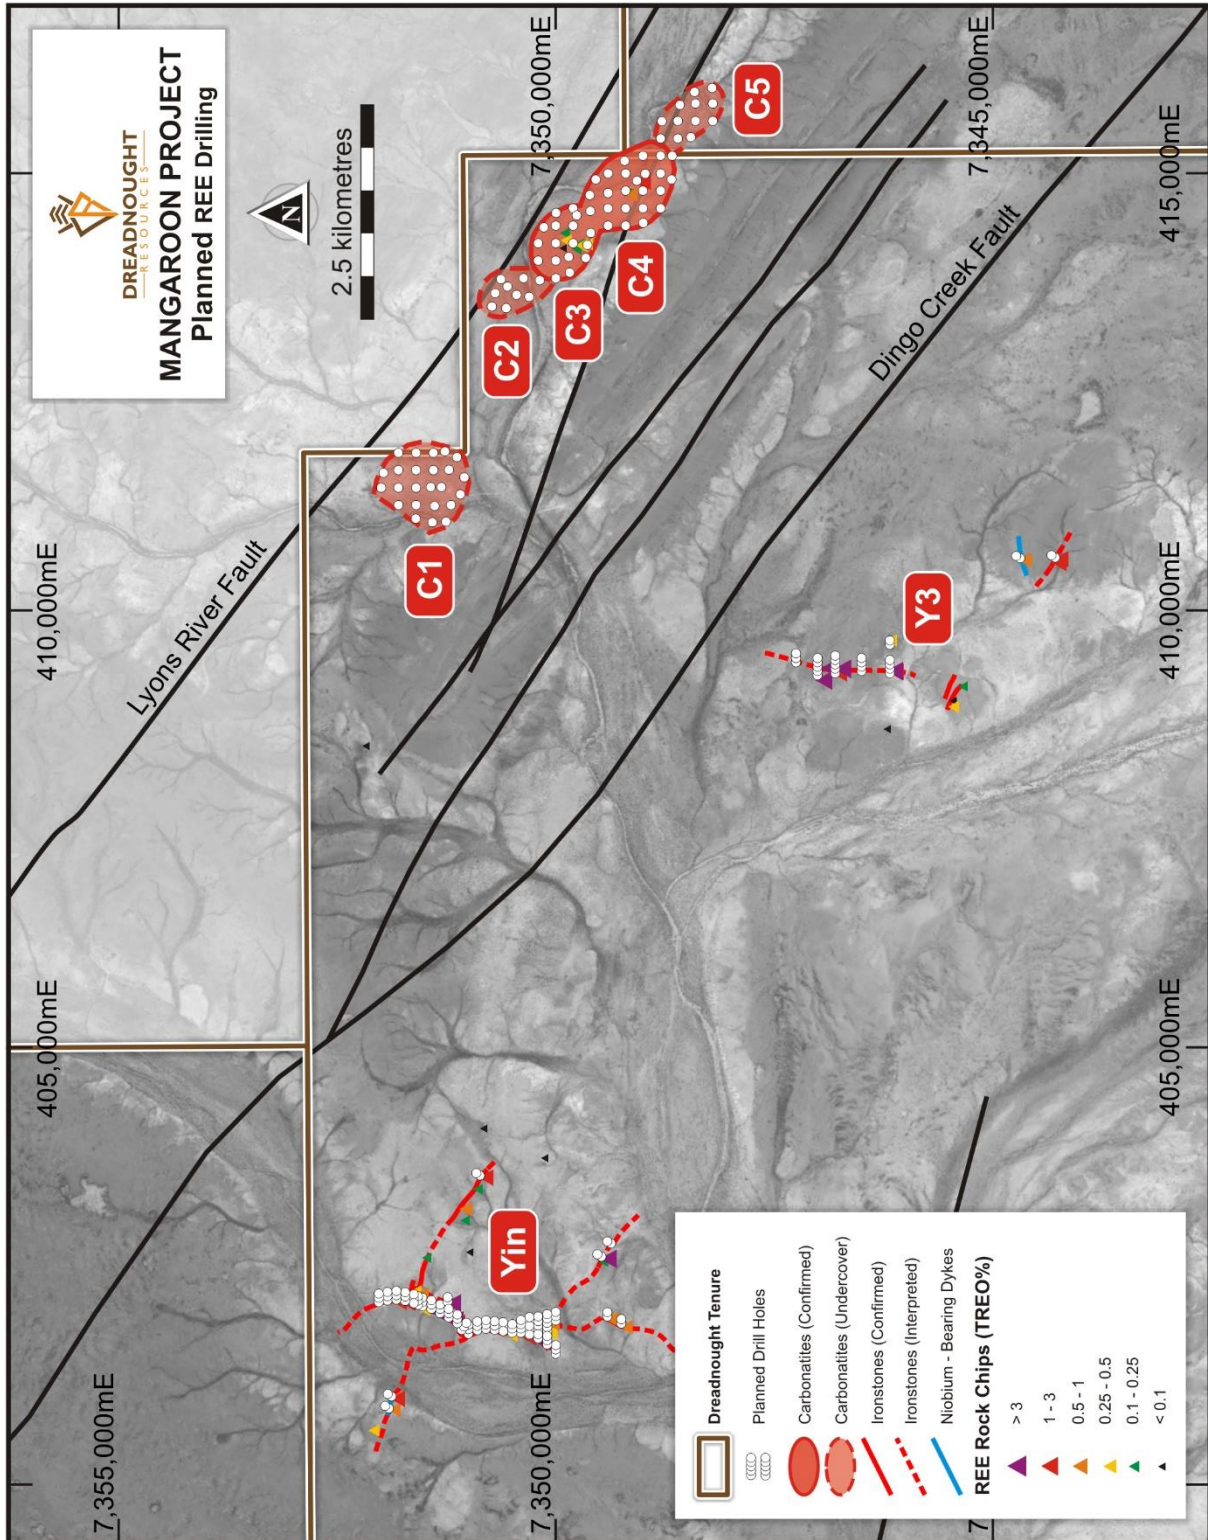 DREADNOUGHT
RESOURCES
MANGAROON PROJECT
Planned REE Drilling
N
2.5 kilometres
405,000mE
410,000mE
7,355,000mE
7,350,000mE
7,350,000mE
7,345,000mE
405,000mE
410,000mE
415,000mE
Lyons River Fault
Dingo Creek Fault
C1
C2
C3
C4
C5
Yin
Y3
Dreadnought Tenure
Planned Drill Holes
Carbonatites (Confirmed)
Carbonatites (Undercover)
Ironstones (Confirmed)
Ironstones (Interpreted)
Niobium - Bearing Dykes
REE Rock Chips (TREO%)
> 3
1 - 3
0.5 - 1
0.25 - 0.5
0.1 - 0.25
< 0.1